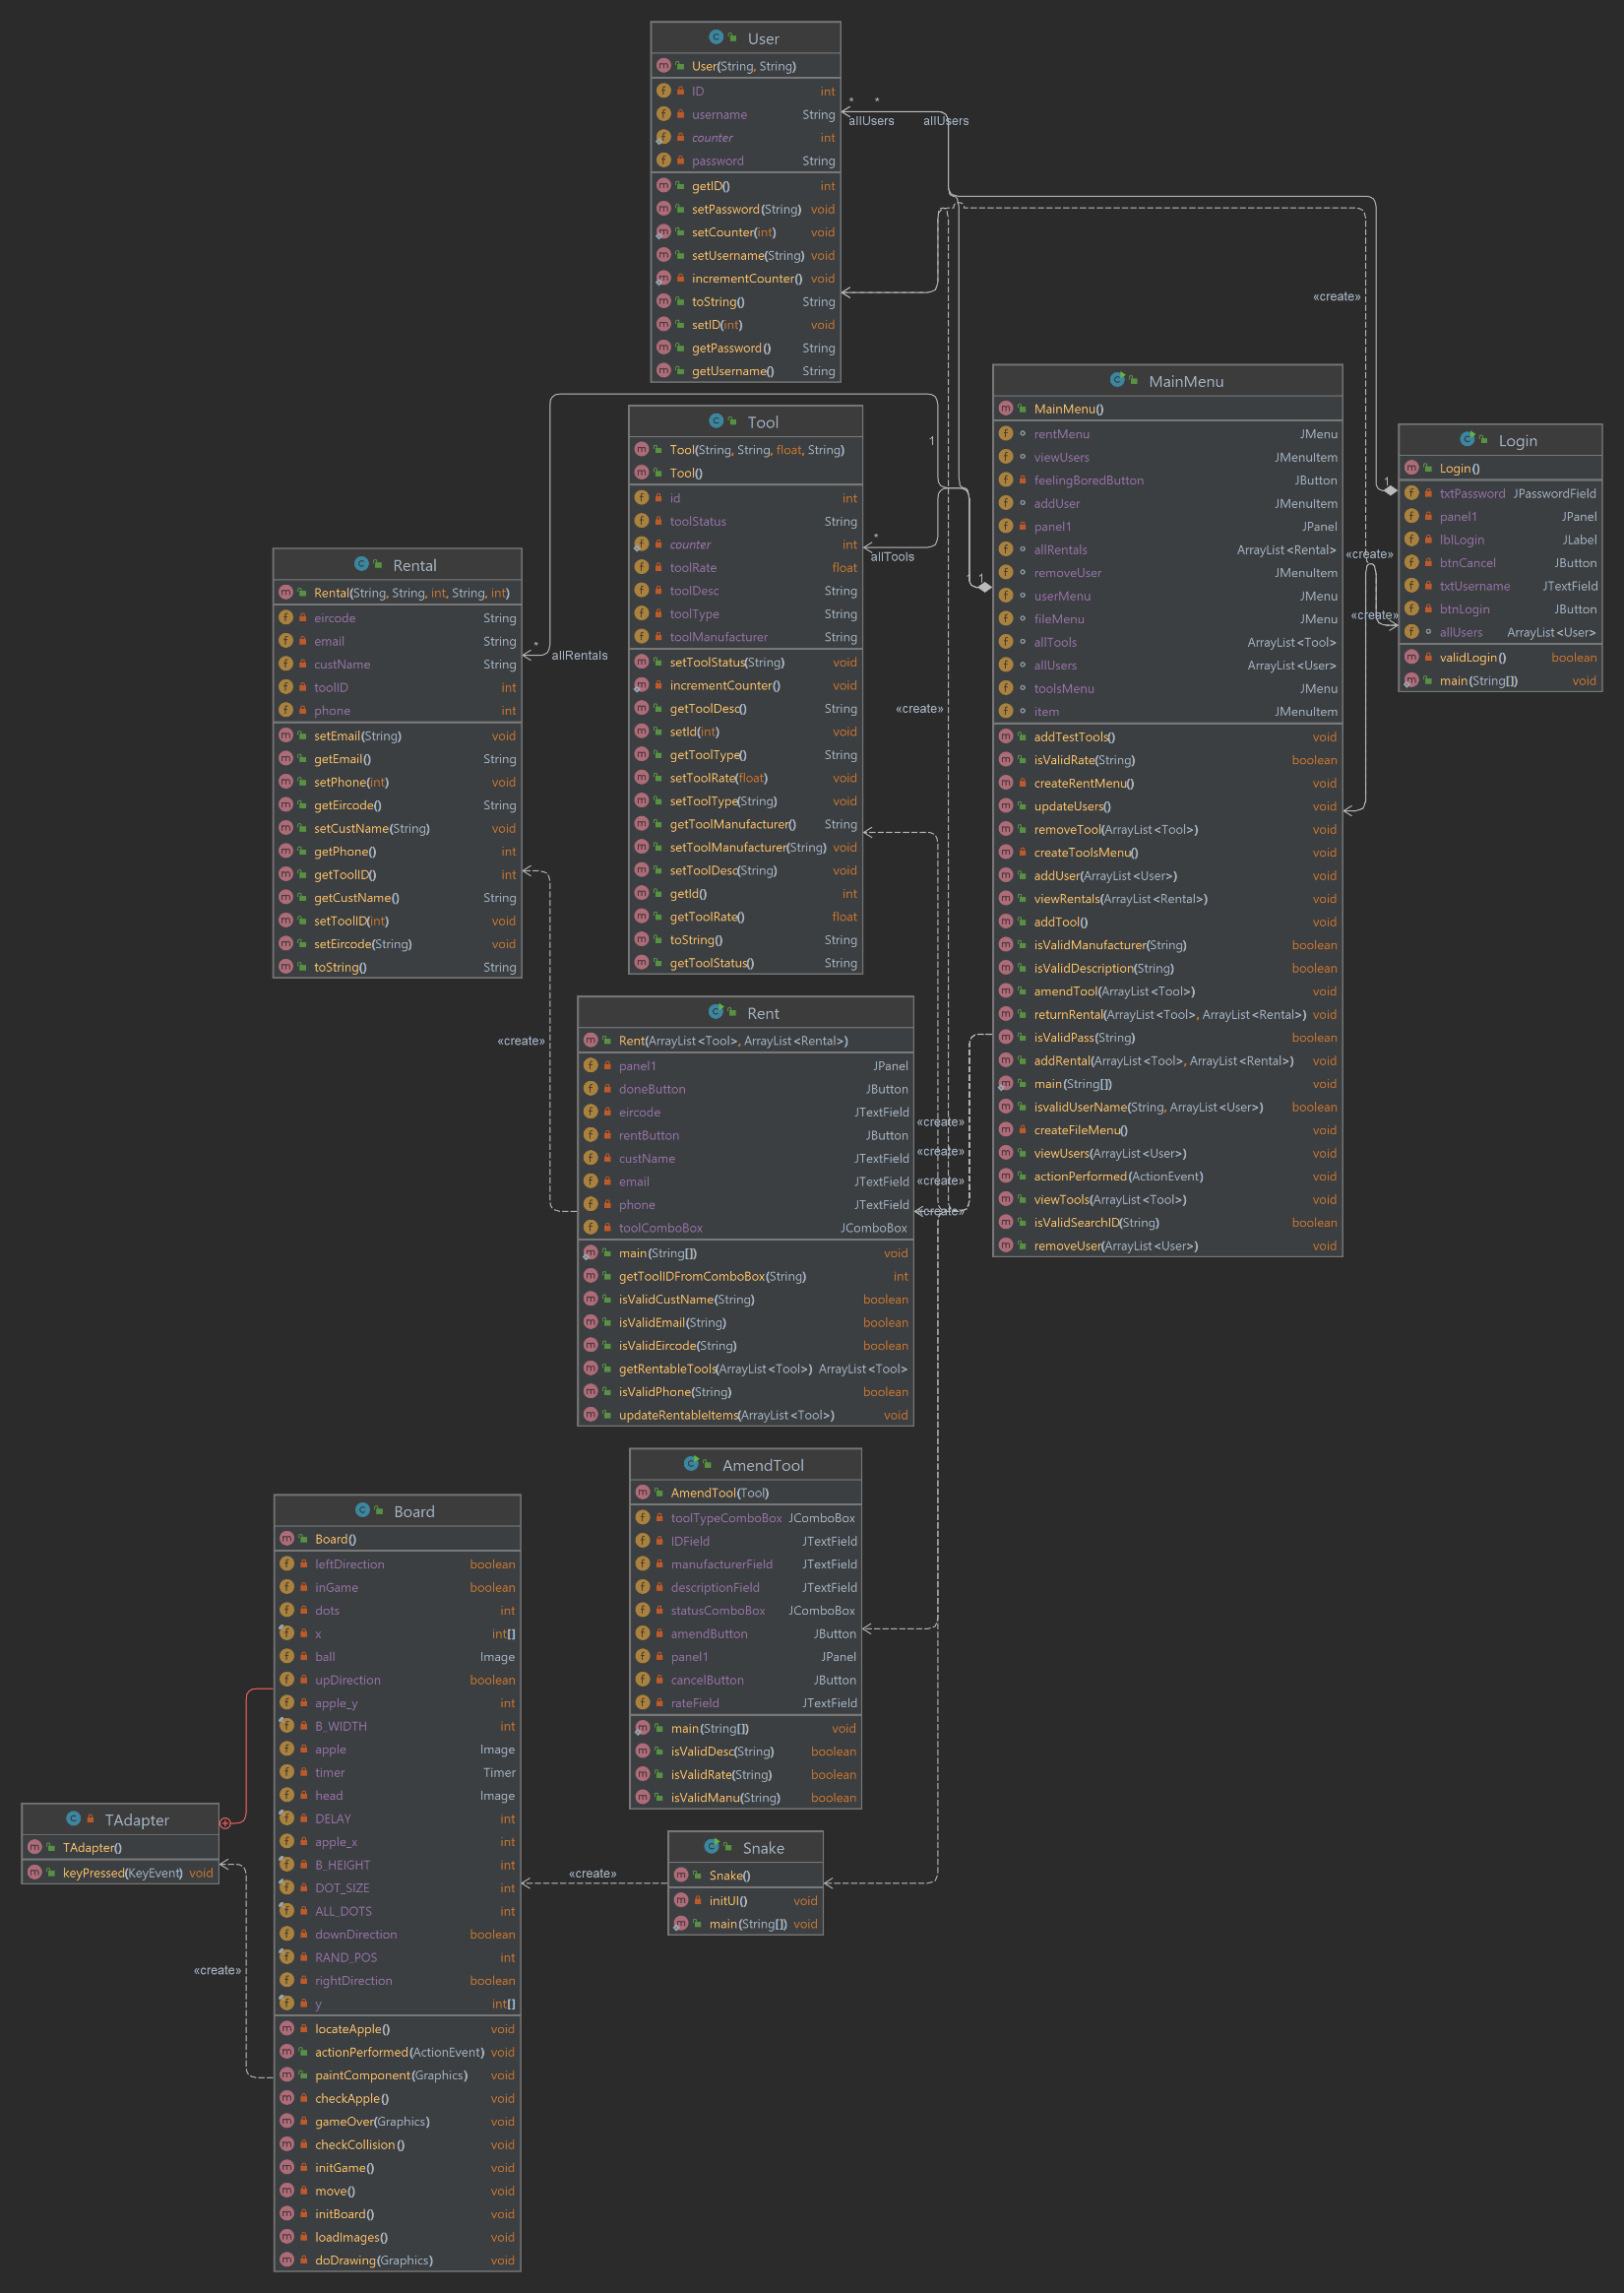 User
User(String, String)
ID int
username String
counter int
password String
getID() int
setPassword(String) void
setCounter(int) void
setUsername(String) void
incrementCounter() void
toString() String
setID(int) void
getPassword() String
getUsername() String
* *
allUsers allUsers
«create»
Tool
Tool(String, String, float, String)
Tool()
id int
toolStatus String
counter int
toolRate float
toolDesc String
toolType String
toolManufacturer String
setToolStatus(String) void
incrementCounter() void
getToolDesc() String
setId(int) void
getToolType() String
setToolRate(float) void
setToolType(String) void
getToolManufacturer() String
setToolManufacturer(String) void
setToolDesc(String) void
getId() int
getToolRate() float
toString() String
getToolStatus() String
1
*
allTools
MainMenu
MainMenu()
rentMenu JMenu
viewUsers JMenuItem
feelingBoredButton JButton
addUser JMenuItem
panel1 JPanel
allRentals ArrayList<Rental>
removeUser JMenuItem
userMenu JMenu
fileMenu JMenu
allTools ArrayList<Tool>
allUsers ArrayList<User>
toolsMenu JMenu
item JMenuItem
addTestTools() void
isValidRate(String) boolean
createRentMenu() void
updateUsers() void
removeTool(ArrayList<Tool>) void
createToolsMenu() void
addUser(ArrayList<User>) void
viewRentals(ArrayList<Rental>) void
addTool() void
isValidManufacturer(String) boolean
isValidDescription(String) boolean
amendTool(ArrayList<Tool>) void
returnRental(ArrayList<Tool>, ArrayList<Rental>) void
isValidPass(String) boolean
addRental(ArrayList<Tool>, ArrayList<Rental>) void
main(String[]) void
isvalidUserName(String, ArrayList<User>) boolean
createFileMenu() void
viewUsers(ArrayList<User>) void
actionPerformed(ActionEvent) void
viewTools(ArrayList<Tool>) void
isValidSearchID(String) boolean
removeUser(ArrayList<User>) void
1
Login
Login()
txtPassword JPasswordField
panel1 JPanel
lblLogin JLabel
btnCancel JButton
txtUsername JTextField
btnLogin JButton
allUsers ArrayList<User>
validLogin() boolean
main(String[]) void
1
«create»
«create»
Rental
Rental(String, String, int, String, int)
eircode String
email String
custName String
toolID int
phone int
setEmail(String) void
getEmail() String
setPhone(int) void
getEircode() String
setCustName(String) void
getPhone() int
getToolID() int
getCustName() String
setToolID(int) void
setEircode(String) void
toString() String
*
allRentals
«create»
«create»
Rent
Rent(ArrayList<Tool>, ArrayList<Rental>)
panel1 JPanel
doneButton JButton
eircode JTextField
rentButton JButton
custName JTextField
email JTextField
phone JTextField
toolComboBox JComboBox
main(String[]) void
getToolIDFromComboBox(String) int
isValidCustName(String) boolean
isValidEmail(String) boolean
isValidEircode(String) boolean
getRentableTools(ArrayList<Tool>) ArrayList<Tool>
isValidPhone(String) boolean
updateRentableItems(ArrayList<Tool>) void
«create»
«create»
«create»
«create»
AmendTool
AmendTool(Tool)
toolTypeComboBox JComboBox
IDField JTextField
manufacturerField JTextField
descriptionField JTextField
statusComboBox JComboBox
amendButton JButton
panel1 JPanel
cancelButton JButton
rateField JTextField
main(String[]) void
isValidDesc(String) boolean
isValidRate(String) boolean
isValidManu(String) boolean
Board
Board()
leftDirection boolean
inGame boolean
dots int
x int[]
ball Image
upDirection boolean
apple_y int
B_WIDTH int
apple Image
timer Timer
head Image
DELAY int
apple_x int
B_HEIGHT int
DOT_SIZE int
ALL_DOTS int
downDirection boolean
RAND_POS int
rightDirection boolean
y int[]
locateApple() void
actionPerformed(ActionEvent) void
paintComponent(Graphics) void
checkApple() void
gameOver(Graphics) void
checkCollision() void
initGame() void
move() void
initBoard() void
loadImages() void
doDrawing(Graphics) void
TAdapter
TAdapter()
keyPressed(KeyEvent) void
«create»
Snake
Snake()
initUI() void
main(String[]) void
«create»